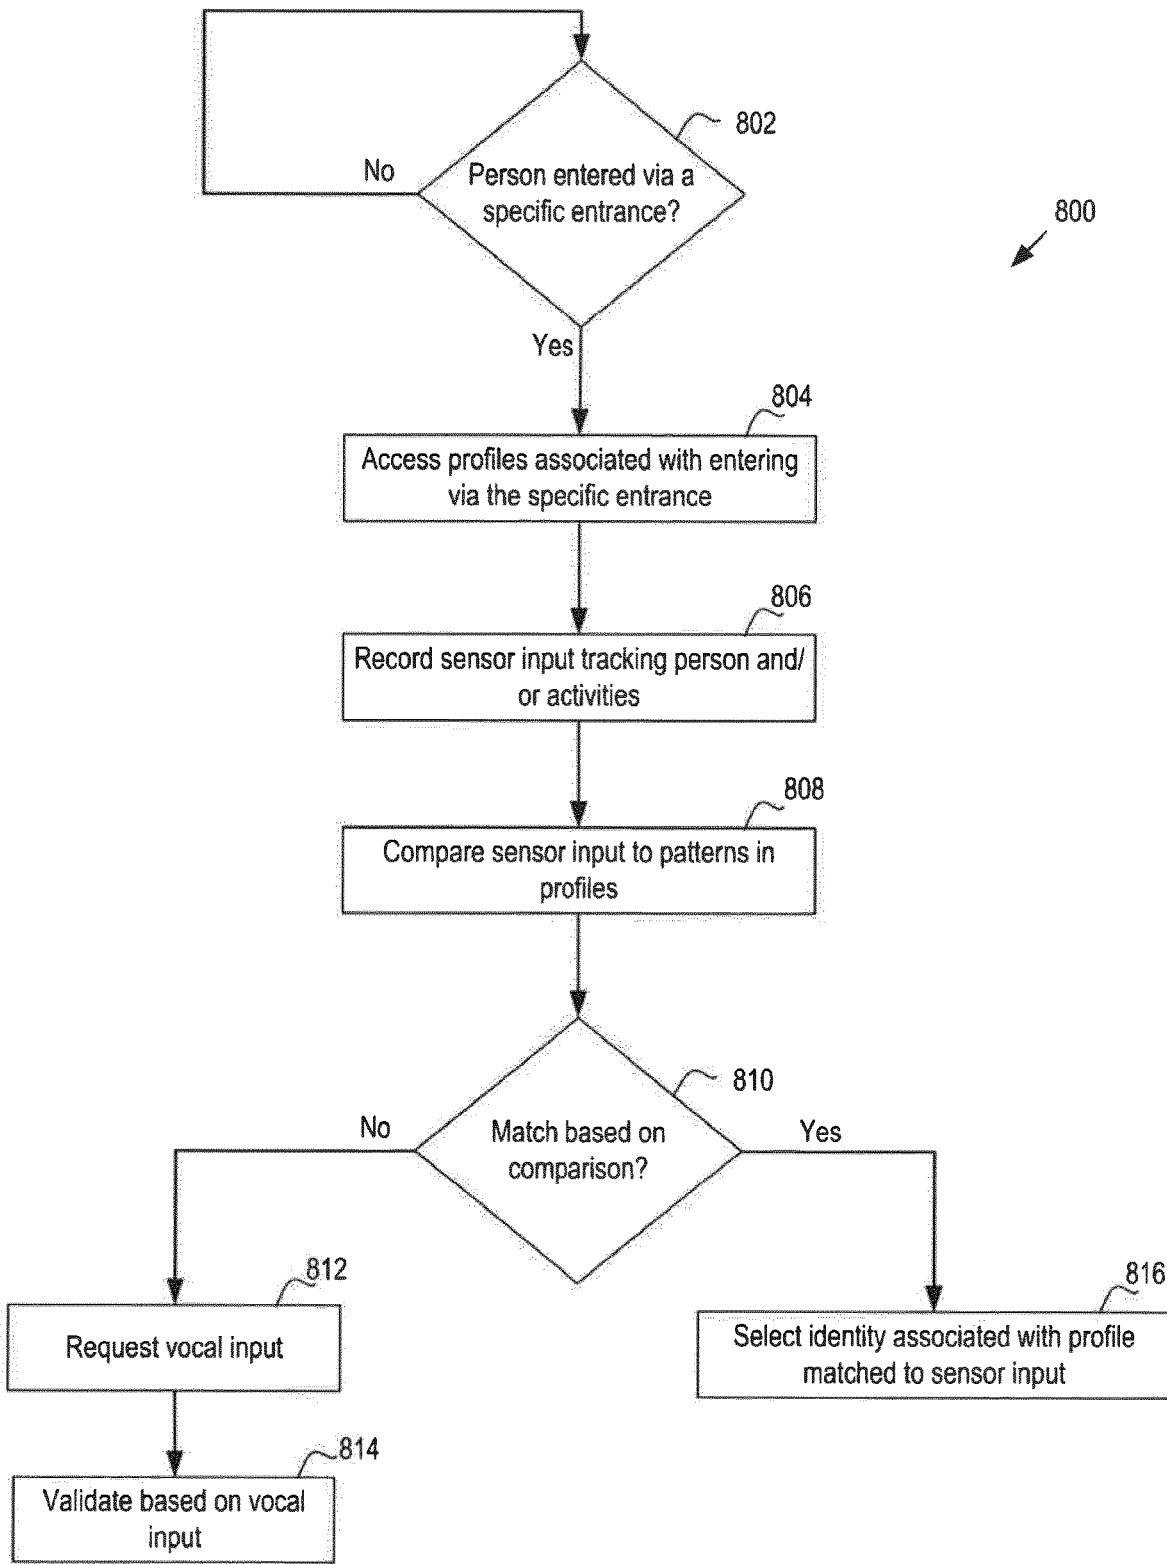 802
No
Person entered via a
specific entrance?
800
Yes
804
Access profiles associated with entering
via the specific entrance
806
Record sensor input tracking person and/
or activities
808
Compare sensor input to patterns in
profiles
810
No
Match based on
comparison?
Yes
812
Request vocal input
816
Select identity associated with profile
matched to sensor input
814
Validate based on vocal
input